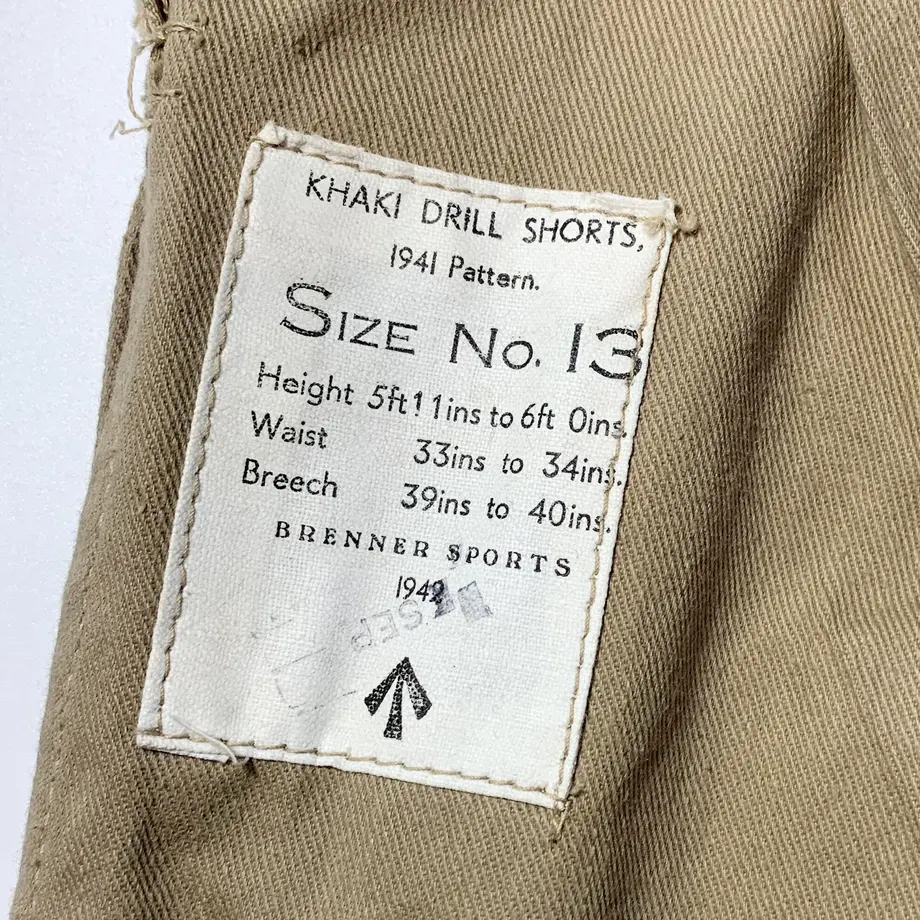 KHAKI DRILL SHORTS,
1941 Pattern.
SIZE No. 13
Height 5ft 11ins to 6ft 0ins.
Waist 33ins to 34ins.
Breech 39ins to 40ins.
BRENNER SPORTS
1942
SEP